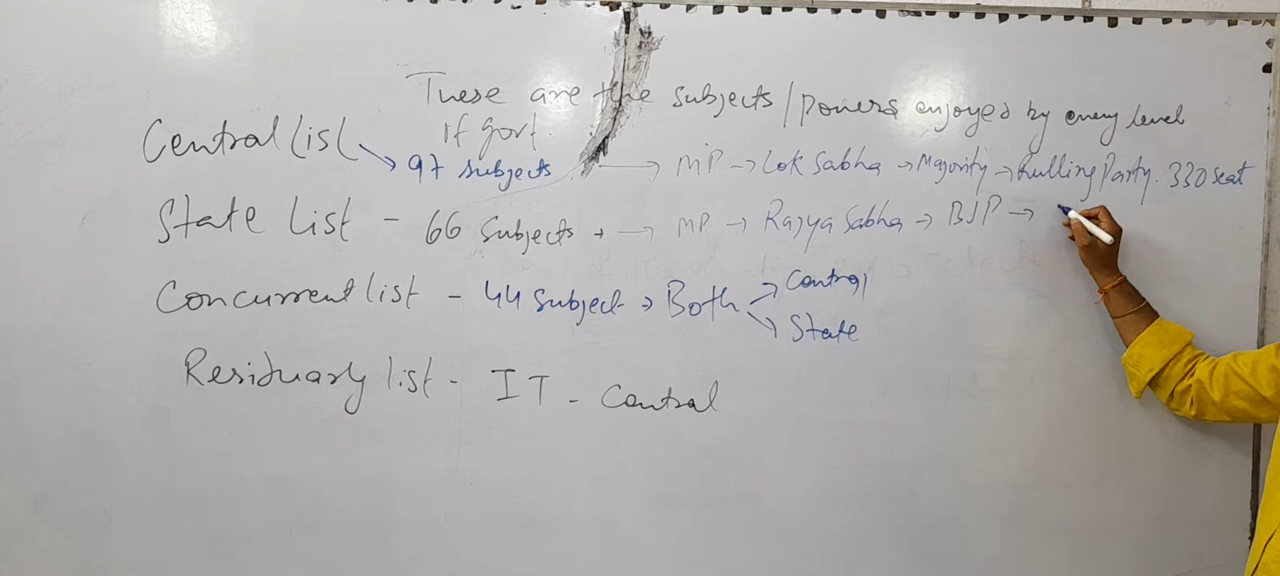 These are the subjects / powers enjoyed by every level
if govt.
Central list → 97 subjects → MP → Lok Sabha → Majority → Rulling Party. 330 seat
State list - 66 Subjects → MP → Rajya Sabha → BJP →
Concurrent list - 44 Subject → Both → Central
→ State
Residuary list - IT - Central